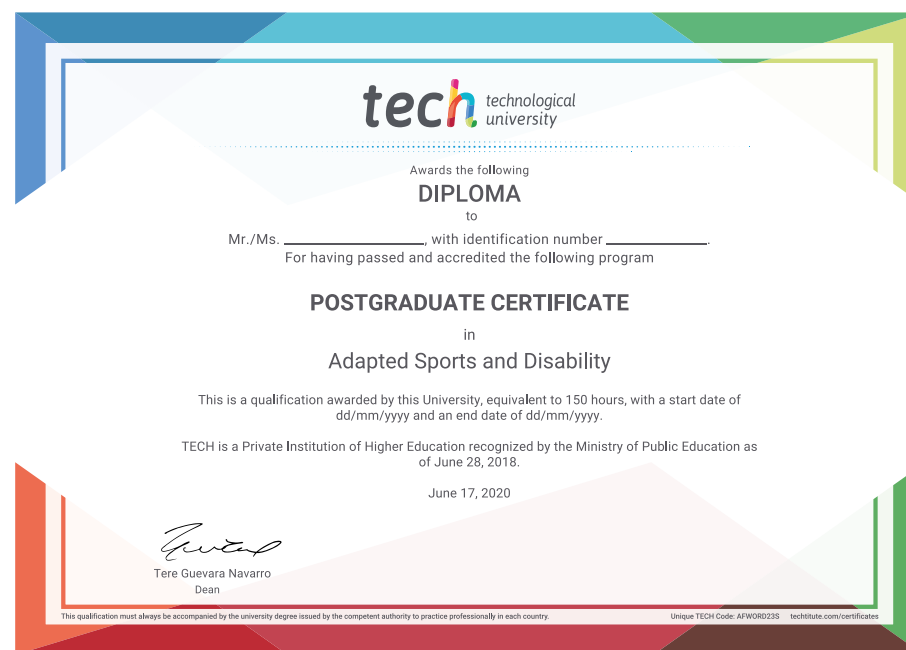 tech technological
university
Awards the following
DIPLOMA
to
Mr./Ms. ____________, with identification number ____________.
For having passed and accredited the following program
POSTGRADUATE CERTIFICATE
in
Adapted Sports and Disability
This is a qualification awarded by this University, equivalent to 150 hours, with a start date of
dd/mm/yyyy and an end date of dd/mm/yyyy.
TECH is a Private Institution of Higher Education recognized by the Ministry of Public Education as
of June 28, 2018.
June 17, 2020
Tere Guevara Navarro
Dean
This qualification must always be accompanied by the university degree issued by the competent authority to practice professionally in each country.
Unique TECH Code: AFWORD23S techtitute.com/certificates